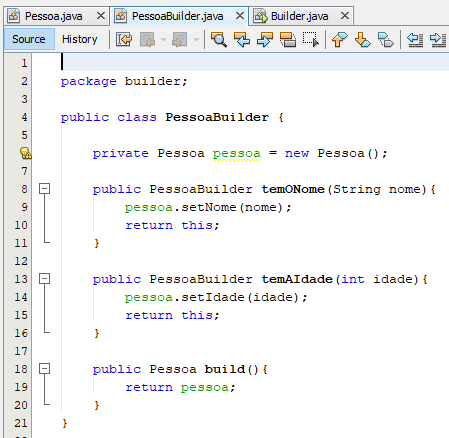 Pessoa.java PessoaBuilder.java Builder.java
Source History
1
2 package builder;
3
4 public class PessoaBuilder {
5
private Pessoa pessoa = new Pessoa();
7
8 public PessoaBuilder temONome(String nome){
9 pessoa.setNome(nome);
10 return this;
11 }
12
13 public PessoaBuilder temAIdade(int idade){
14 pessoa.setIdade(idade);
15 return this;
16 }
17
18 public Pessoa build(){
19 return pessoa;
20 }
21 }